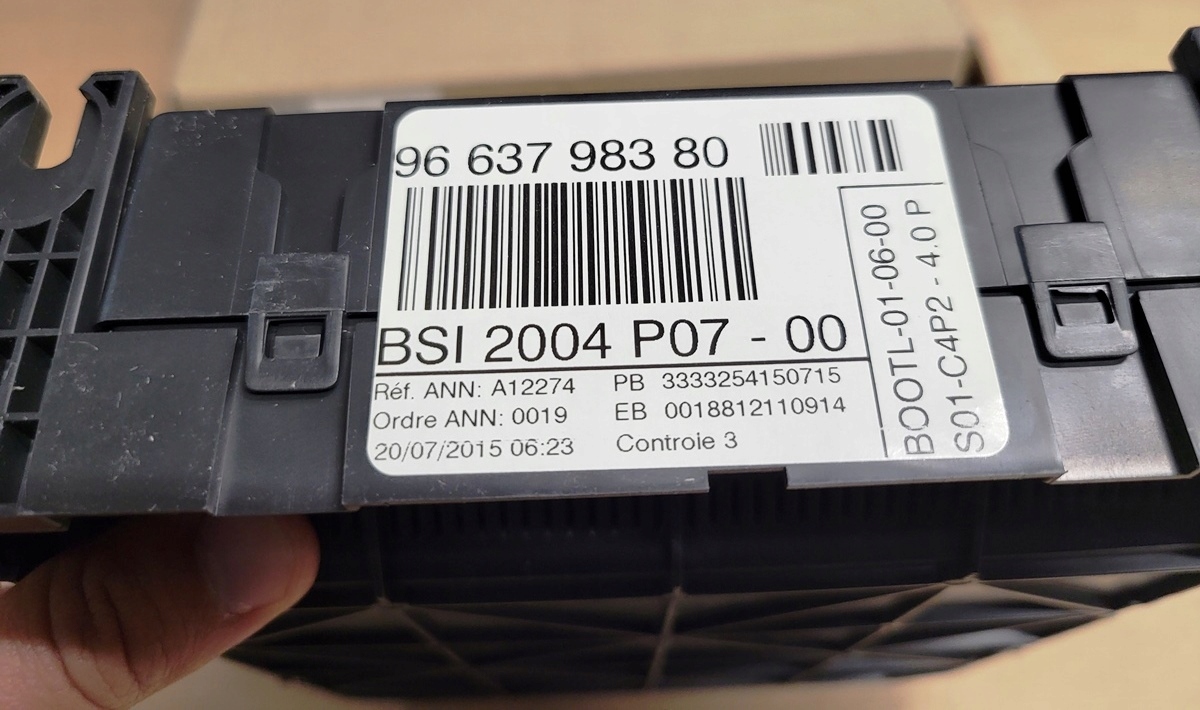 96 637 983 80
BSI 2004 P07 - 00
Réf. ANN: A12274
Ordre ANN: 0019
20/07/2015 06:23
PB 3333254150715
EB 0018812110914
Controie 3
BOOTL-01-06-00
S01-C4P2 - 4.0 P